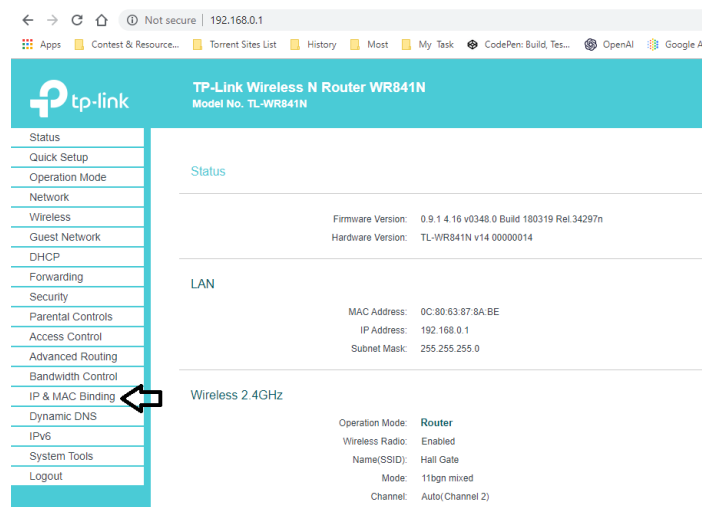 Not secure | 192.168.0.1
Apps Contest & Resource... Torrent Sites List History Most My Task CodePen: Build, Tes... OpenAI Google A
tp-link
TP-Link Wireless N Router WR841N
Model No. TL-WR841N
Status
Quick Setup
Operation Mode
Network
Wireless
Guest Network
DHCP
Forwarding
Security
Parental Controls
Access Control
Advanced Routing
Bandwidth Control
IP & MAC Binding
Dynamic DNS
IPv6
System Tools
Logout
Status
Firmware Version: 0.9.1 4.16 v0348.0 Build 180319 Rel.34297n
Hardware Version: TL-WR841N v14 00000014
LAN
MAC Address: 0C:80:63:87:8A:BE
IP Address: 192.168.0.1
Subnet Mask: 255.255.255.0
Wireless 2.4GHz
Operation Mode: Router
Wireless Radio: Enabled
Name(SSID): Hall Gate
Mode: 11bgn mixed
Channel: Auto(Channel 2)